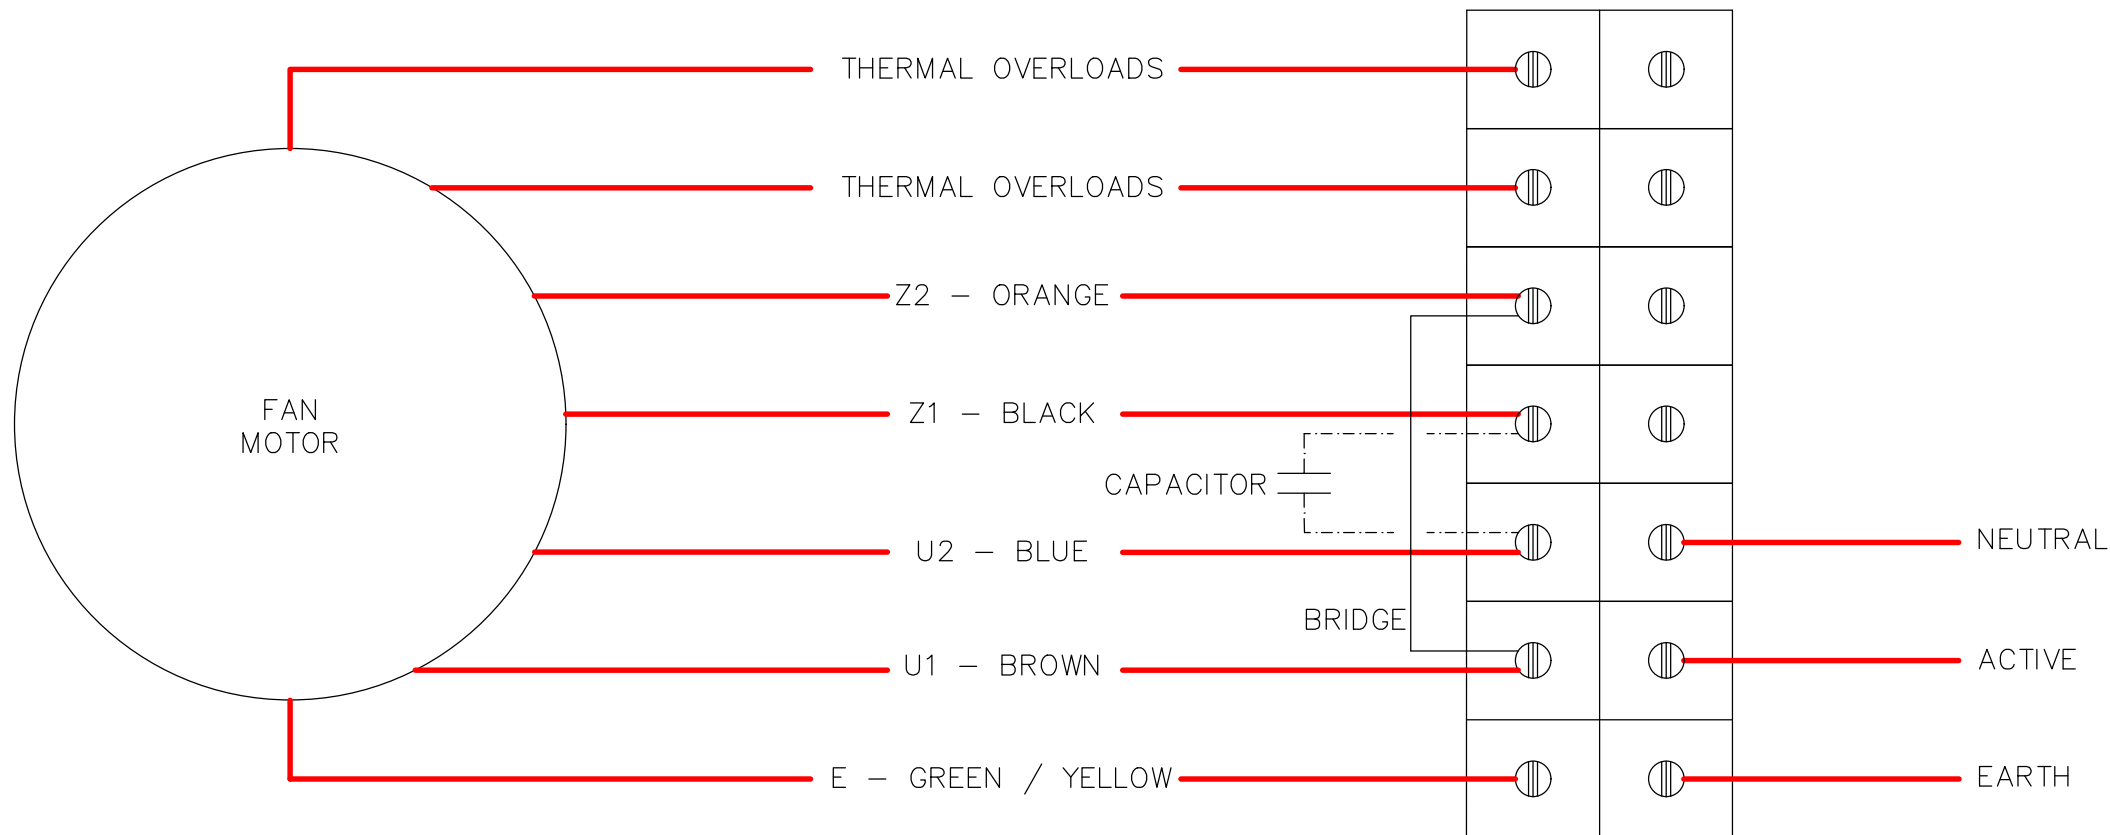 THERMAL OVERLOADS
THERMAL OVERLOADS
Z2 - ORANGE
FAN
MOTOR
Z1 - BLACK
CAPACITOR
U2 - BLUE
NEUTRAL
BRIDGE
U1 - BROWN
ACTIVE
E - GREEN / YELLOW
EARTH